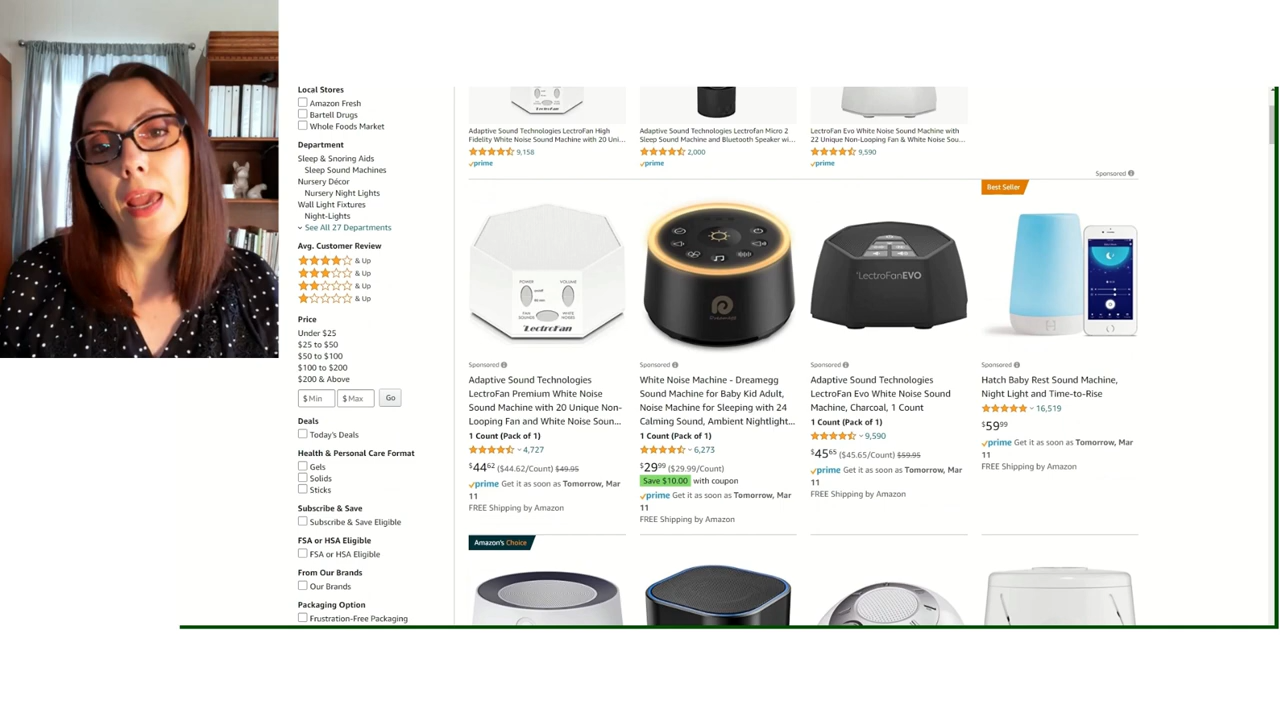 Local Stores
Amazon Fresh
Bartell Drugs
Whole Foods Market
Department
Sleep & Snoring Aids
Sleep Sound Machines
Nursery Décor
Nursery Night Lights
Wall Light Fixtures
Night-Lights
See All 27 Departments
Avg. Customer Review
& Up
& Up
& Up
& Up
Price
Under $25
$25 to $50
$50 to $100
$100 to $200
$200 & Above
$ Min $ Max Go
Deals
Today's Deals
Health & Personal Care Format
Gels
Solids
Sticks
Subscribe & Save
Subscribe & Save Eligible
FSA or HSA Eligible
FSA or HSA Eligible
From Our Brands
Our Brands
Packaging Option
Frustration-Free Packaging
Adaptive Sound Technologies LectroFan High
Fidelity White Noise Sound Machine with 20 Uni...
9,158
prime
Adaptive Sound Technologies Lectrofan Micro 2
Sleep Sound Machine and Bluetooth Speaker wi...
2,000
prime
LectroFan Evo White Noise Sound Machine with
22 Unique Non-Looping Fan & White Noise Sou...
9,590
prime
Sponsored
POWER VOLUME
FAN SOUNDS WHITE NOISES
LectroFan
Sponsored
Adaptive Sound Technologies
LectroFan Premium White Noise
Sound Machine with 20 Unique Non-
Looping Fan and White Noise Soun...
1 Count (Pack of 1)
4,727
$44 62 ($44.62/Count) $49.95
prime Get it as soon as Tomorrow, Mar
11
FREE Shipping by Amazon
Sponsored
White Noise Machine - Dreamegg
Sound Machine for Baby Kid Adult,
Noise Machine for Sleeping with 24
Calming Sound, Ambient Nightlight...
1 Count (Pack of 1)
6,273
$29 99 ($29.99/Count)
Save $10.00 with coupon
prime Get it as soon as Tomorrow, Mar
11
FREE Shipping by Amazon
LectroFanEVO
Sponsored
Adaptive Sound Technologies
LectroFan Evo White Noise Sound
Machine, Charcoal, 1 Count
1 Count (Pack of 1)
9,590
$45 65 ($45.65/Count) $59.95
prime Get it as soon as Tomorrow, Mar
11
FREE Shipping by Amazon
Best Seller
Sponsored
Hatch Baby Rest Sound Machine,
Night Light and Time-to-Rise
16,519
$59 99
prime Get it as soon as Tomorrow, Mar
11
FREE Shipping by Amazon
Amazon's Choice